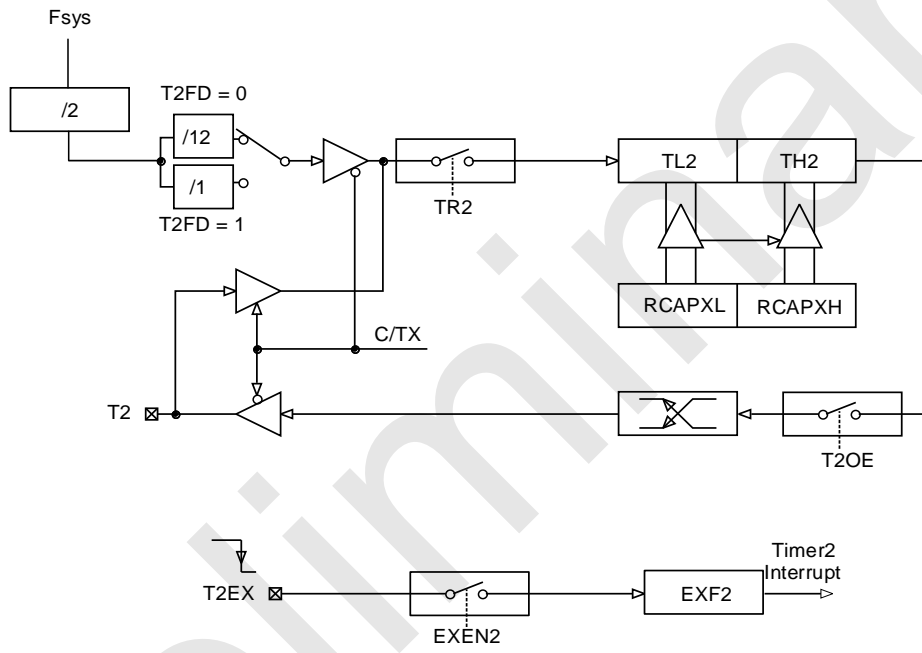 Fsys
/2
T2FD = 0
/12
/1
T2FD = 1
TR2
TL2
TH2
RCAPXL
RCAPXH
C/TX
T2
T2OE
T2EX
EXEN2
EXF2
Timer2
Interrupt